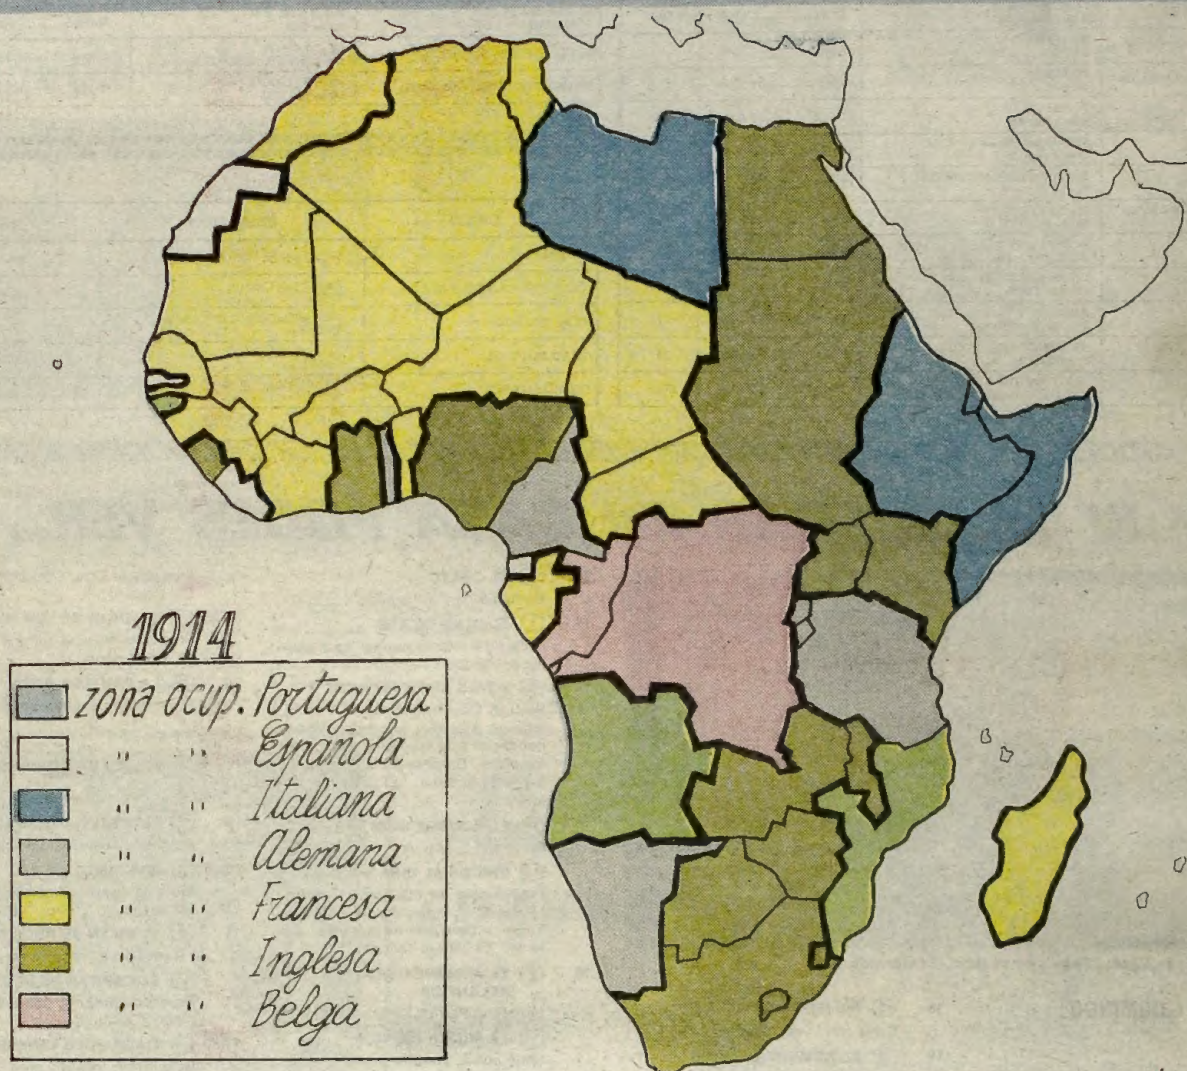 1914
zona ocup. Portuguesa
" " Española
" " Italiana
" " Alemana
" " Francesa
" " Inglesa
" " Belga